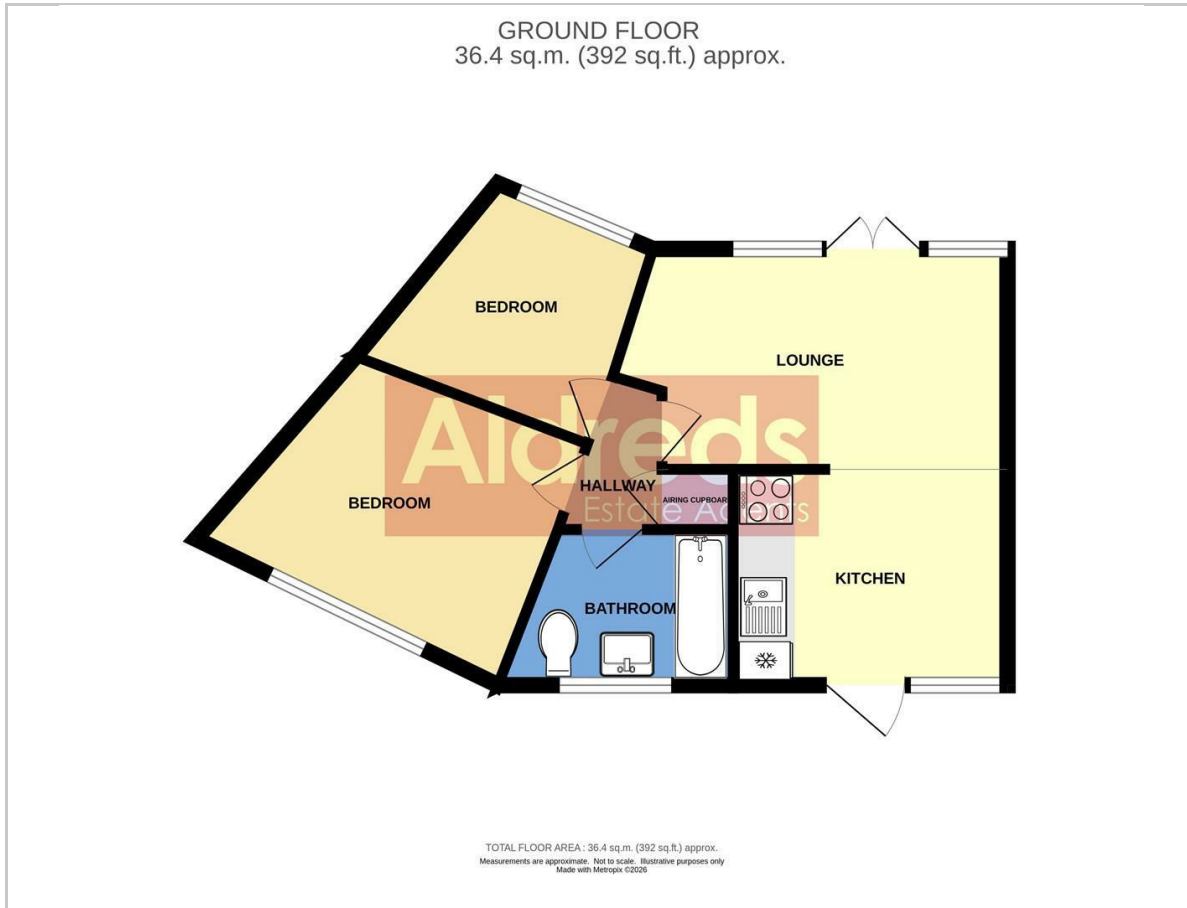 GROUND FLOOR
36.4 sq.m. (392 sq.ft.) approx.
BEDROOM
LOUNGE
Aldreds
HALLWAY
BEDROOM
AIRING CUPBOAR
Estate Agents
KITCHEN
BATHROOM
TOTAL FLOOR AREA : 36.4 sq.m. (392 sq.ft.) approx.
Measurements are approximate. Not to scale. Illustrative purposes only
Made with Metropix ©2026